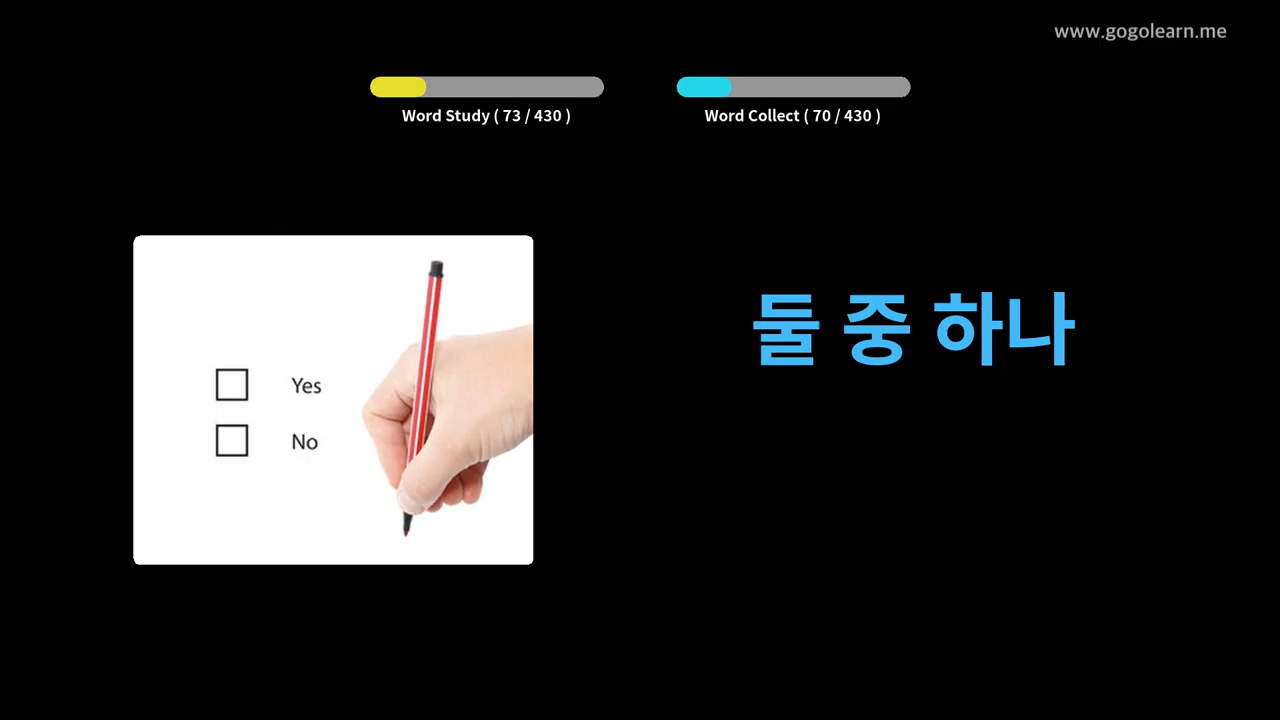 www.gogolearn.me
Word Study ( 73 / 430 )
Word Collect ( 70 / 430 )
둘 중 하나
Yes
No